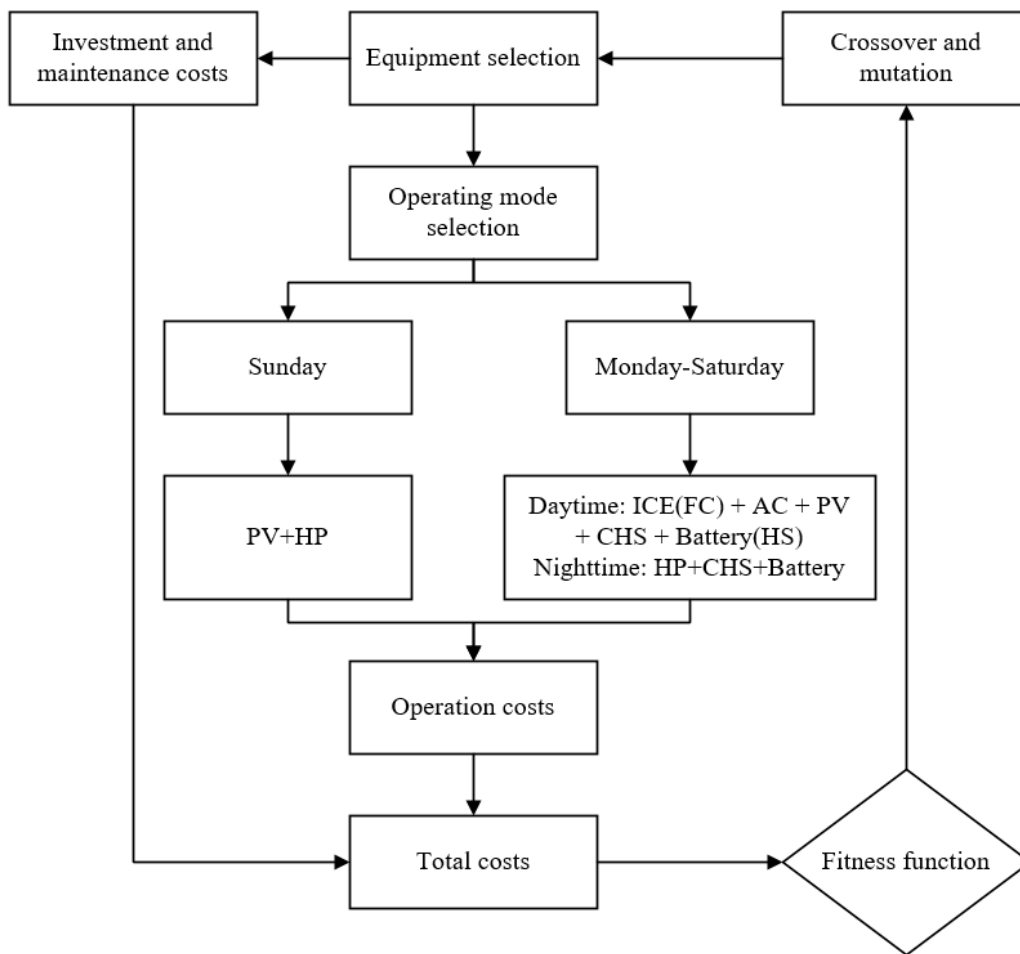 Investment and
maintenance costs
Equipment selection
Crossover and
mutation
Operating mode
selection
Sunday
Monday-Saturday
PV+HP
Daytime: ICE(FC) + AC + PV
+ CHS + Battery(HS)
Nighttime: HP+CHS+Battery
Operation costs
Total costs
Fitness function